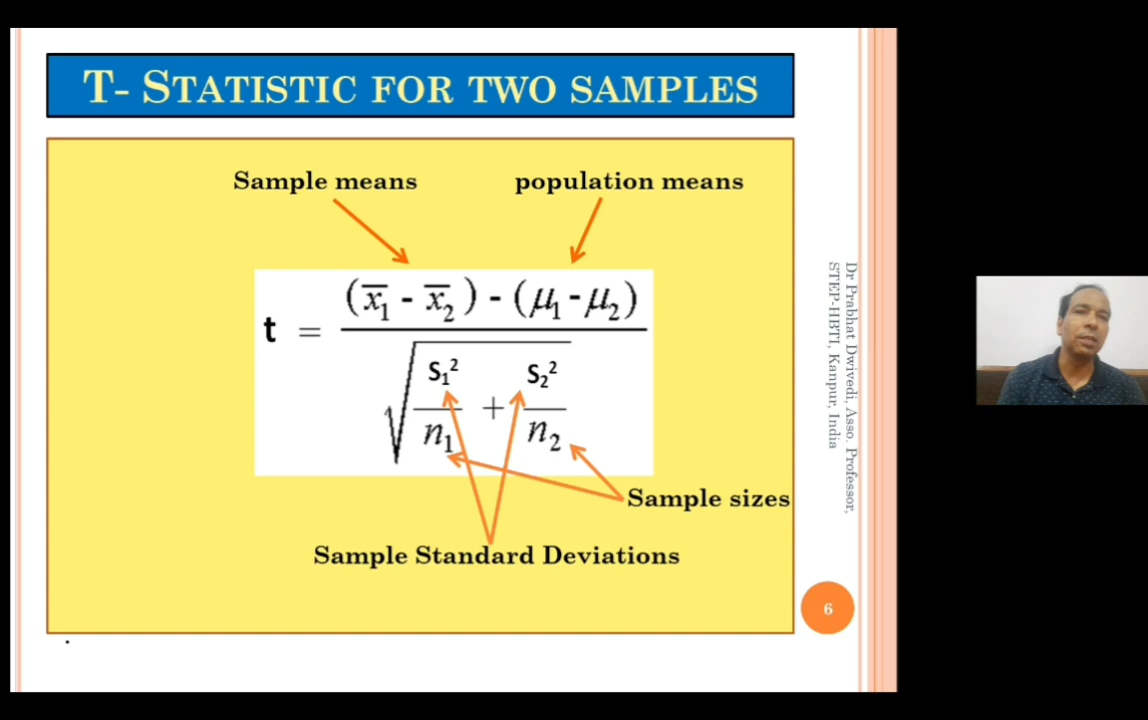 T- STATISTIC FOR TWO SAMPLES
Sample means
population means
t = (x̅₁ - x̅₂) - (μ₁-μ₂)
√ S₁² / n₁ + S₂² / n₂
Sample sizes
Sample Standard Deviations
Dr Prabhat Dwivedi, Asso. Professor,
STEP-HBTI, Kanpur, India
6